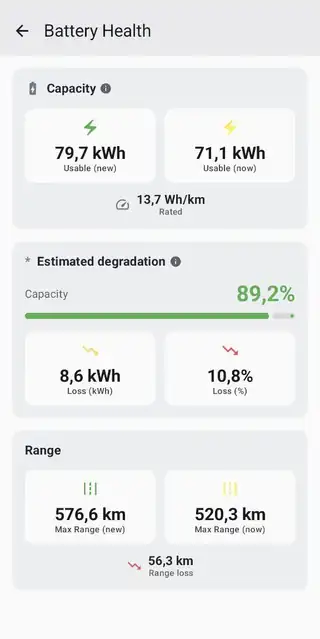 Battery Health
Capacity
79,7 kWh
Usable (new)
71,1 kWh
Usable (now)
13,7 Wh/km
Rated
* Estimated degradation
Capacity
89,2%
8,6 kWh
Loss (kWh)
10,8%
Loss (%)
Range
576,6 km
Max Range (new)
520,3 km
Max Range (now)
56,3 km
Range loss